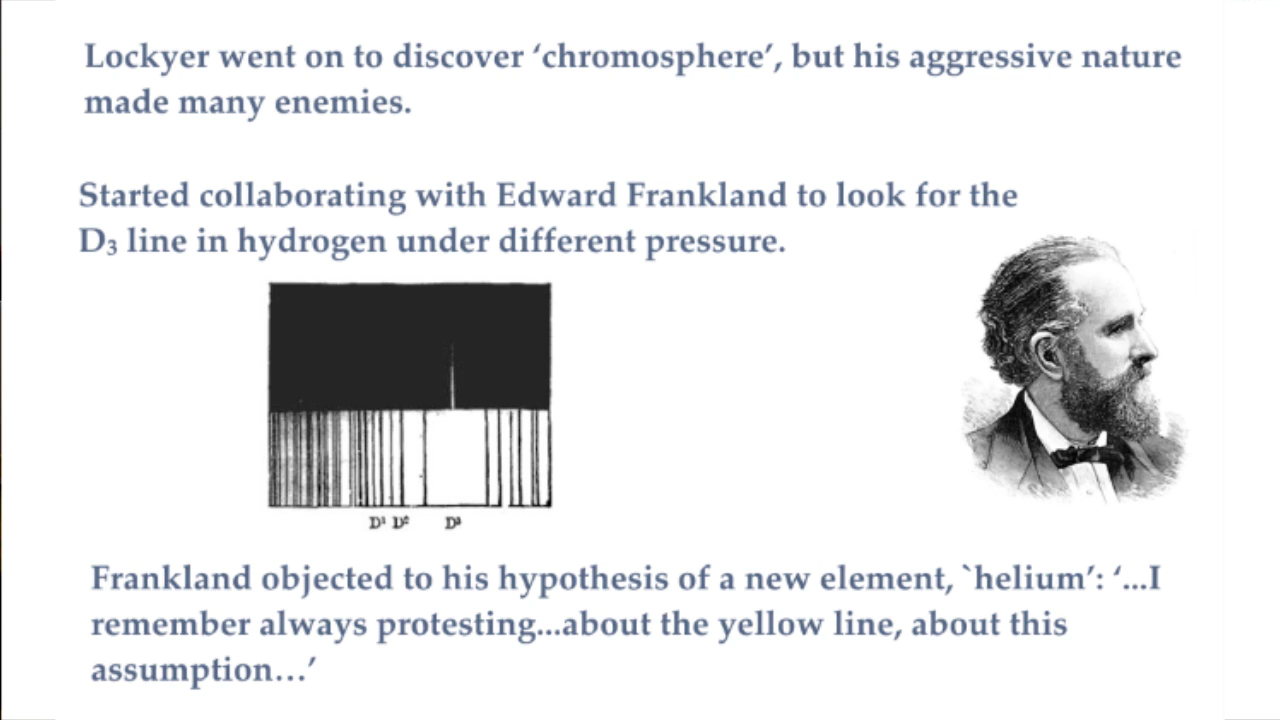 Lockyer went on to discover ‘chromosphere’, but his aggressive nature
made many enemies.
Started collaborating with Edward Frankland to look for the
D₃ line in hydrogen under different pressure.
D¹ D² D³
Frankland objected to his hypothesis of a new element, `helium’: ‘...I
remember always protesting...about the yellow line, about this
assumption…’